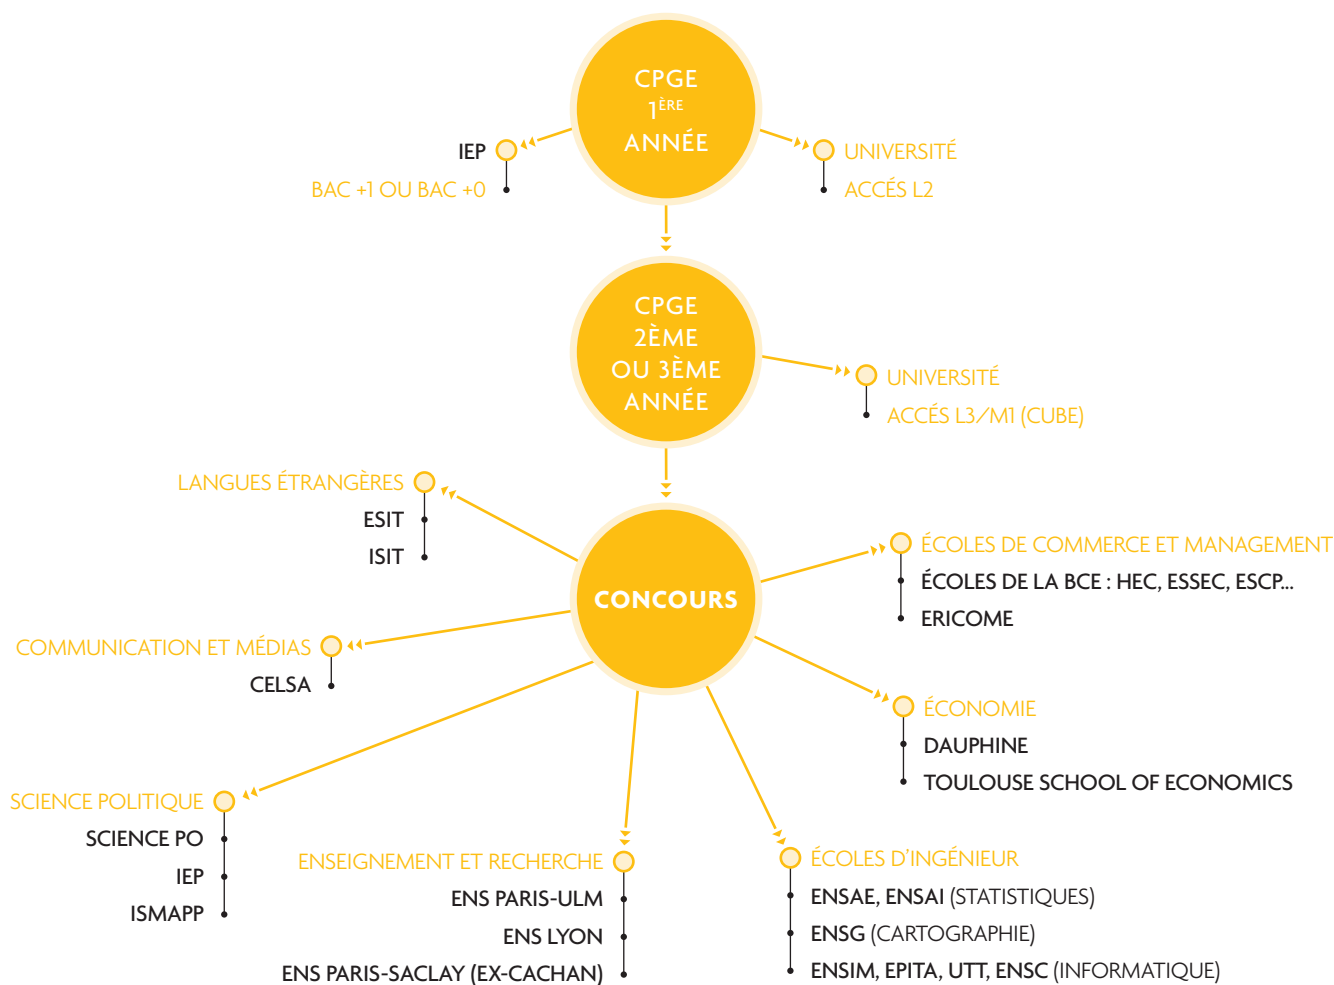 CPGE
1ÈRE
ANNÉE
IEP
BAC +1 OU BAC +0
UNIVERSITÉ
ACCÉS L2
CPGE
2ÈME
OU 3ÈME
ANNÉE
UNIVERSITÉ
ACCÉS L3/M1 (CUBE)
CONCOURS
LANGUES ÉTRANGÈRES
ESIT
ISIT
COMMUNICATION ET MÉDIAS
CELSA
SCIENCE POLITIQUE
SCIENCE PO
IEP
ISMAPP
ENSEIGNEMENT ET RECHERCHE
ENS PARIS-ULM
ENS LYON
ENS PARIS-SACLAY (EX-CACHAN)
ÉCOLES D'INGÉNIEUR
ENSAE, ENSAI (STATISTIQUES)
ENSG (CARTOGRAPHIE)
ENSIM, EPITA, UTT, ENSC (INFORMATIQUE)
ÉCONOMIE
DAUPHINE
TOULOUSE SCHOOL OF ECONOMICS
ÉCOLES DE COMMERCE ET MANAGEMENT
ÉCOLES DE LA BCE : HEC, ESSEC, ESCP...
ERICOME